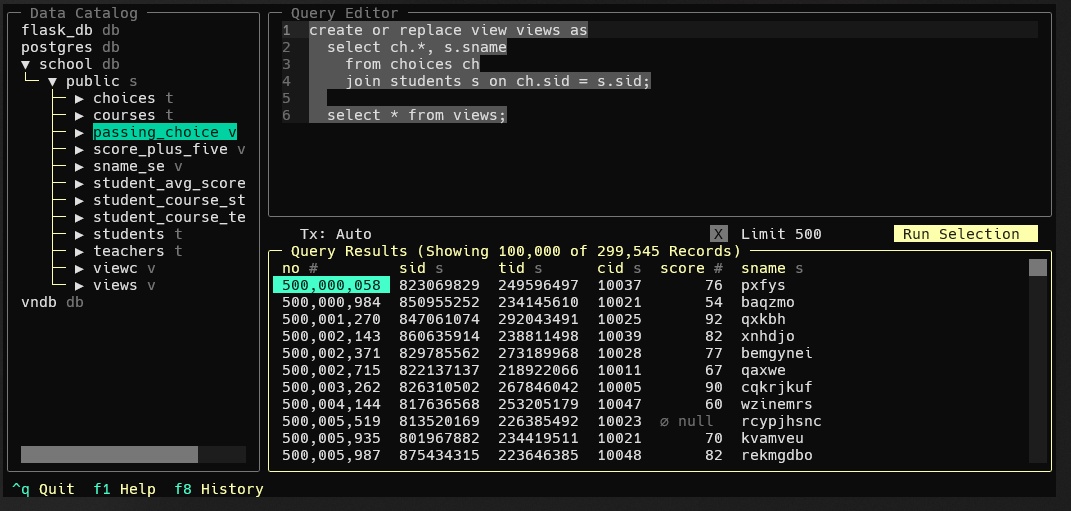 Data Catalog
flask_db db
postgres db
▼ school db
▼ public s
▶ choices t
▶ courses t
▶ passing_choice v
▶ score_plus_five v
▶ sname_se v
▶ student_avg_score
▶ student_course_st
▶ student_course_te
▶ students t
▶ teachers t
▶ viewc v
▶ views v
vndb db
Query Editor
1 create or replace view views as
2 select ch.*, s.sname
3 from choices ch
4 join students s on ch.sid = s.sid;
5
6 select * from views;
Tx: Auto X Limit 500 Run Selection
Query Results (Showing 100,000 of 299,545 Records)
no # sid s tid s cid s score # sname s
500,000,058 823069829 249596497 10037 76 pxfys
500,000,984 850955252 234145610 10021 54 baqzmo
500,001,270 847061074 292043491 10025 92 qxkbh
500,002,143 860635914 238811498 10039 82 xnhdjo
500,002,371 829785562 273189968 10028 77 bemgynei
500,002,715 822137137 218922066 10011 67 qaxwe
500,003,262 826310502 267846042 10005 90 cqkrjkuf
500,004,144 817636568 253205179 10047 60 wzinemrs
500,005,519 813520169 226385492 10023 ∅ null rcypjhsnc
500,005,935 801967882 234419511 10021 70 kvamveu
500,005,987 875434315 223646385 10048 82 rekmgdbo
^q Quit f1 Help f8 History